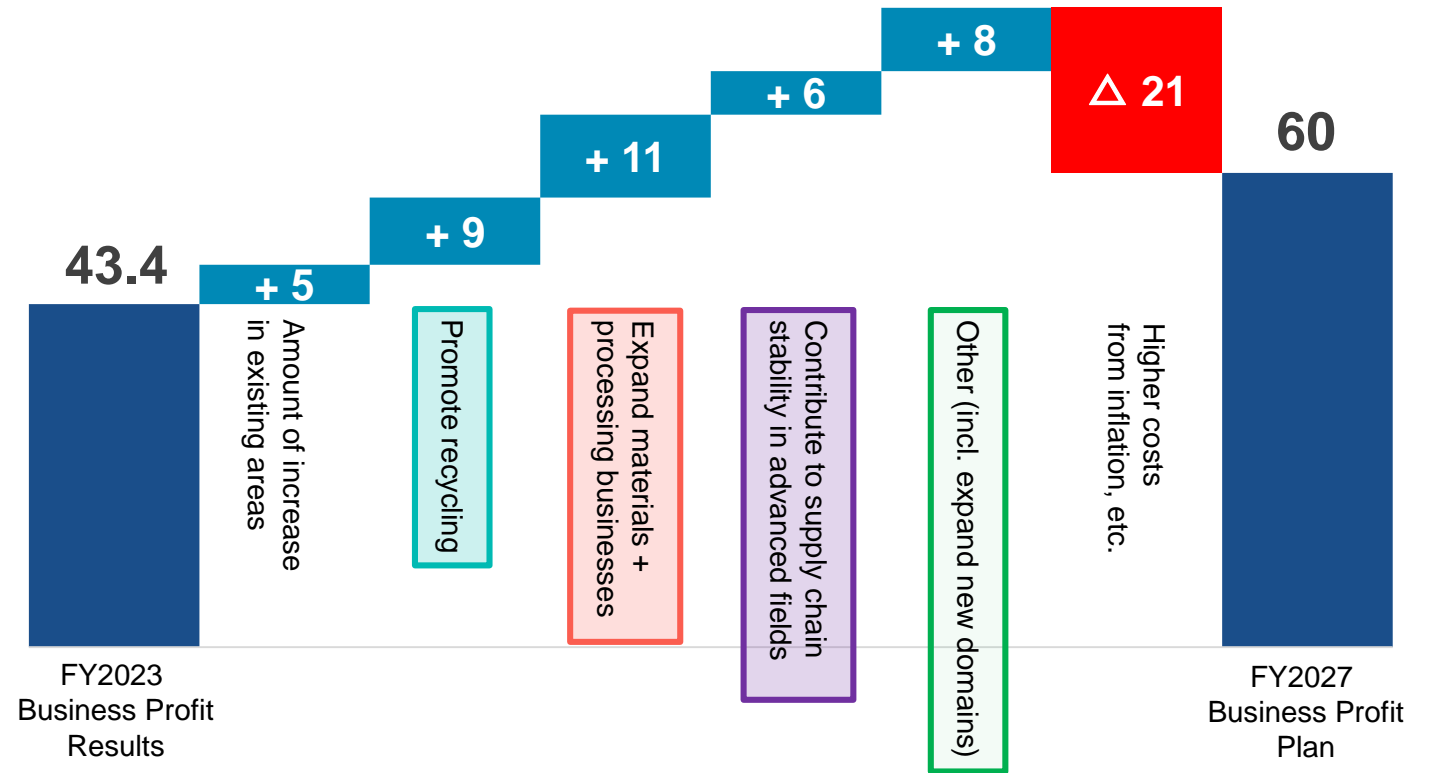 43.4
+ 5
+ 9
+ 11
+ 6
+ 8
△ 21
60
Amount of increase
in existing areas
Promote recycling
Expand materials +
processing businesses
Contribute to supply chain
stability in advanced fields
Other (incl. expand new domains)
Higher costs
from inflation, etc.
FY2023
Business Profit
Results
FY2027
Business Profit
Plan